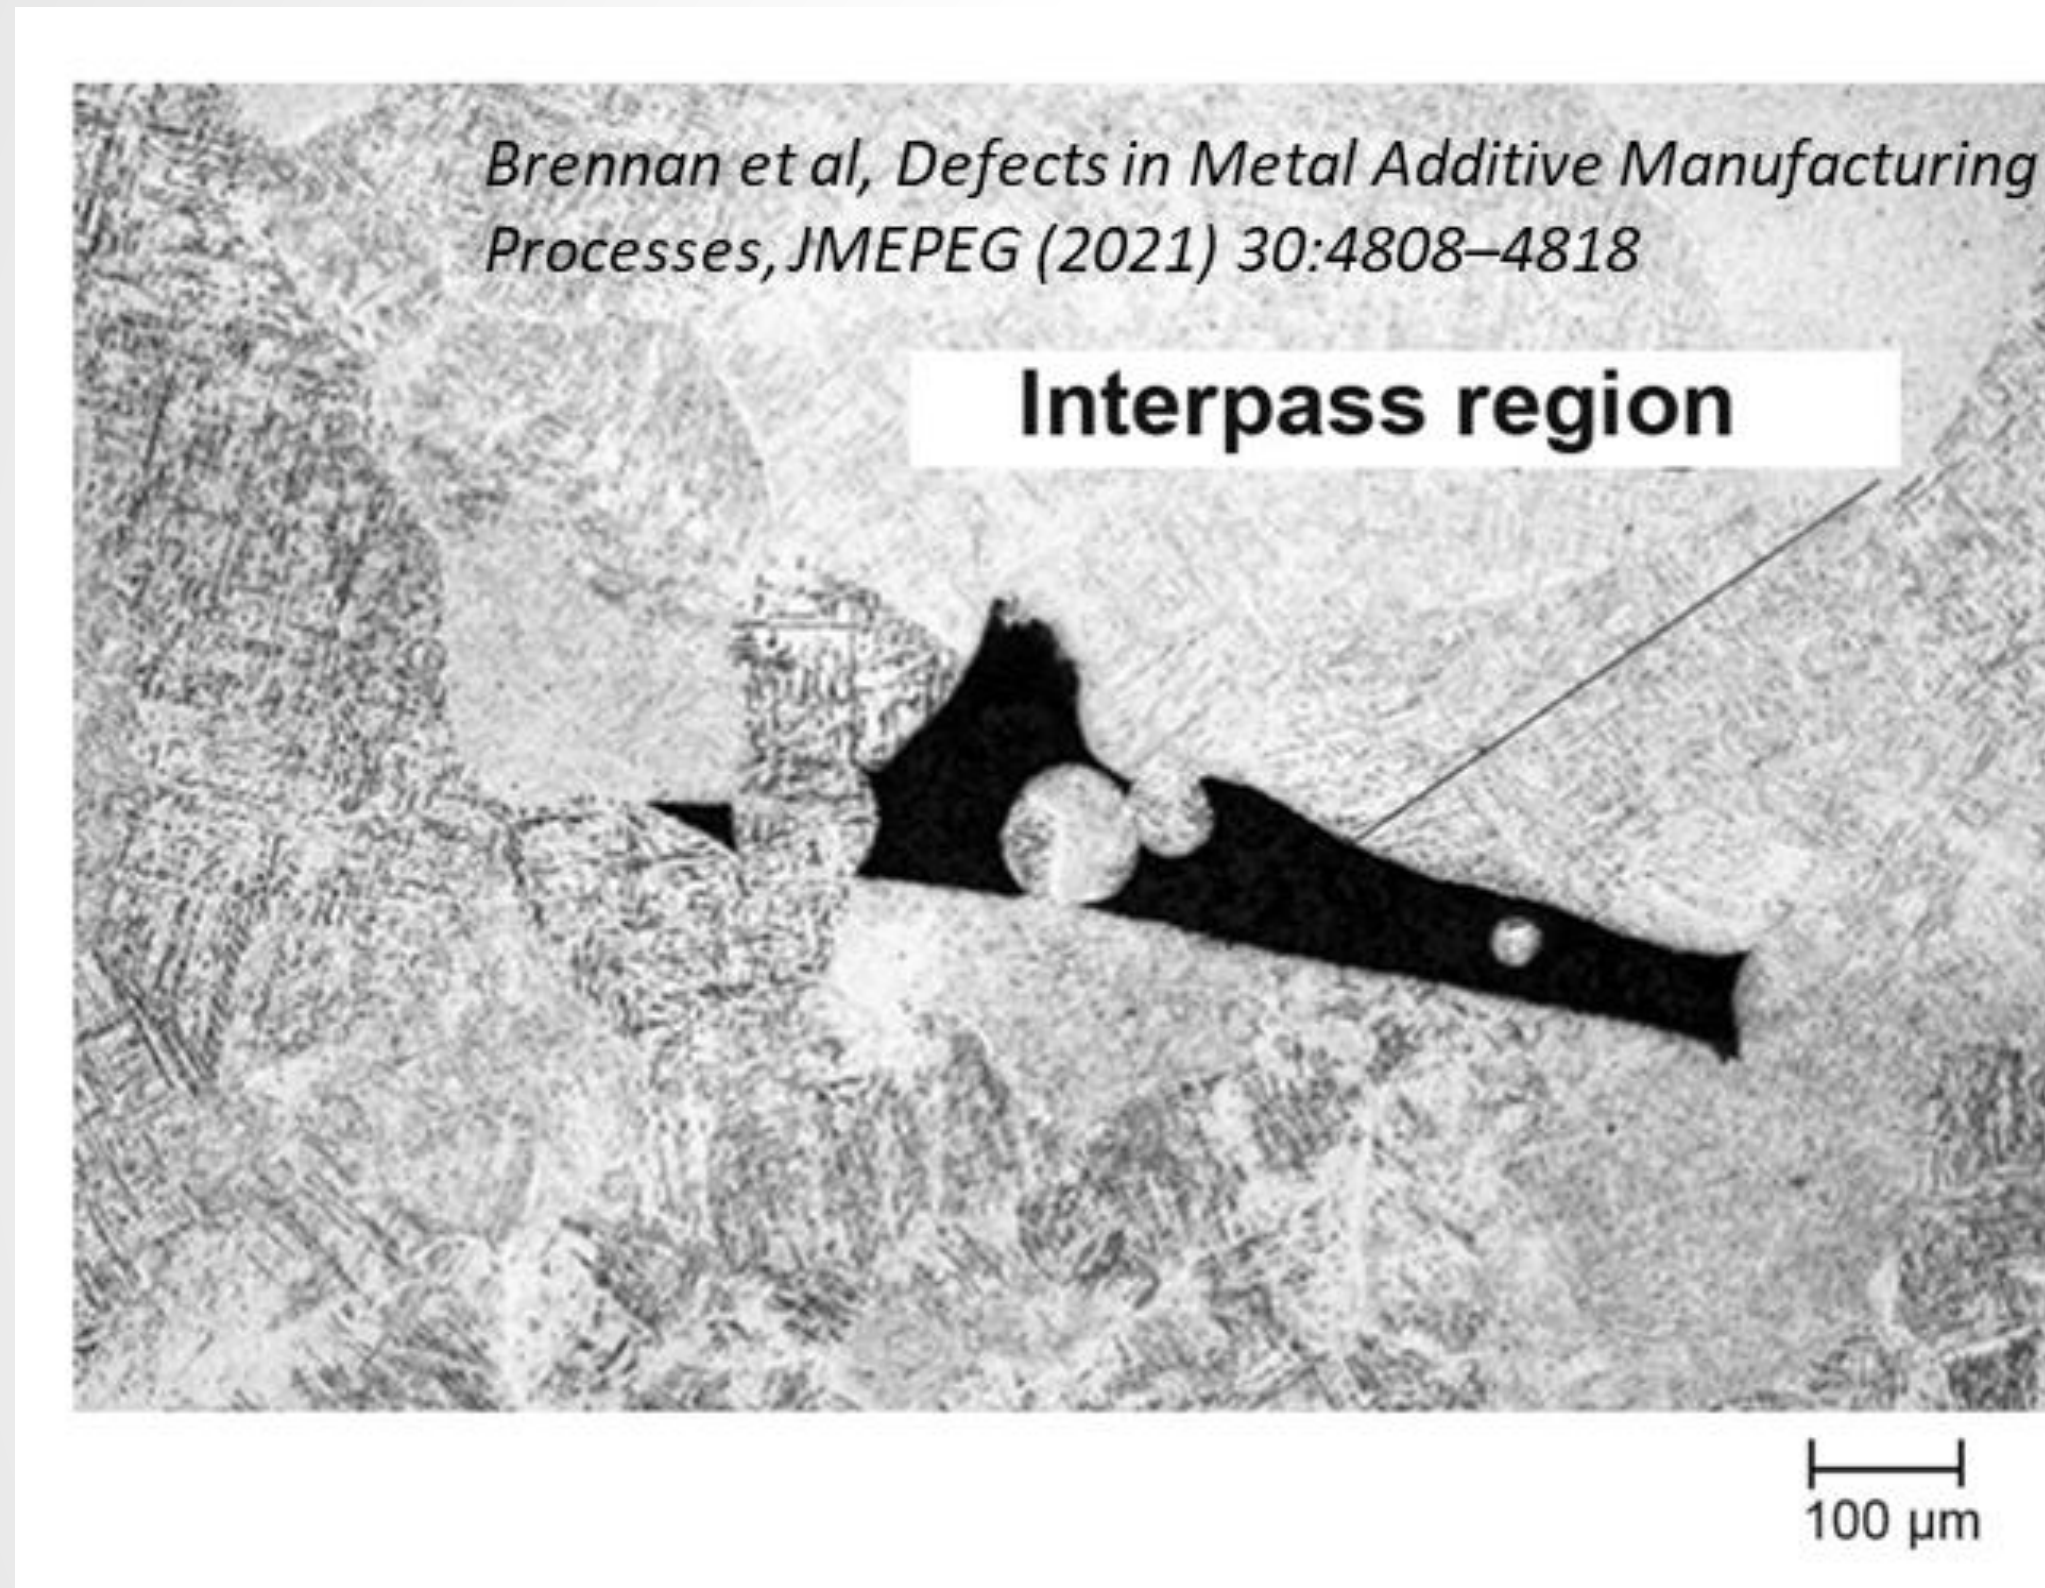 Brennan et al, Defects in Metal Additive Manufacturing
Processes, JMEPEG (2021) 30:4808–4818
Interpass region
100 µm